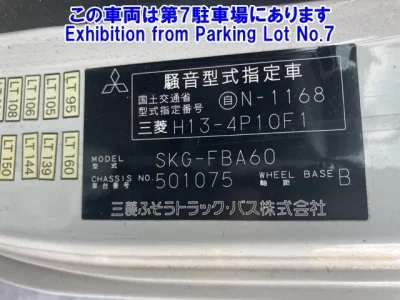 この車両は第7駐車場にあります
Exhibition from Parking Lot No.7
騒音型式指定車
国土交通省
型式指定番号
自 N-1168
三菱 H13-4P10F1
MODEL
型式
SKG-FBA60
CHASSIS NO.
車台番号
501075
WHEEL BASE B
三菱ふそうトラック・バス株式会社
LT95
LT105
LT106
LT108
LT160
LT139
LT144
LT150